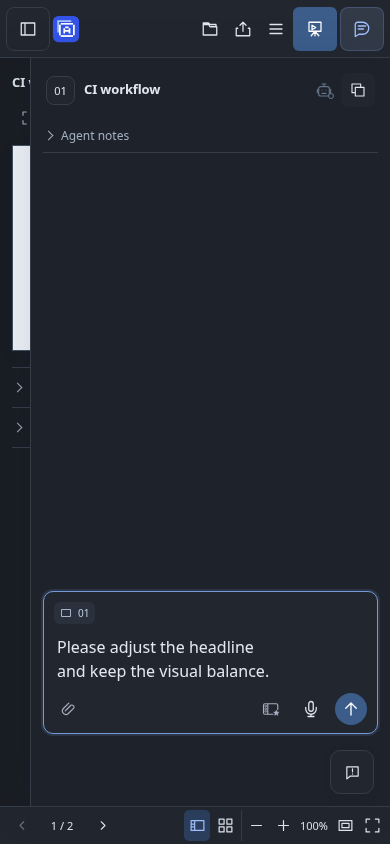 CI
01
CI workflow
Agent notes
01
Please adjust the headline
and keep the visual balance.
1 / 2
100%